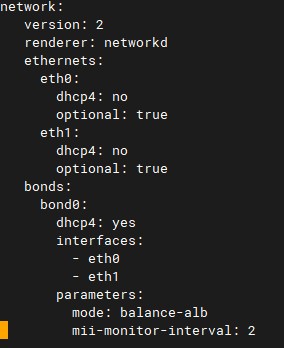 network:
   version: 2
   renderer: networkd
   ethernets:
     eth0:
       dhcp4: no
       optional: true
     eth1:
       dhcp4: no
       optional: true
   bonds:
     bond0:
       dhcp4: yes
       interfaces:
         - eth0
         - eth1
       parameters:
         mode: balance-alb
         mii-monitor-interval: 2